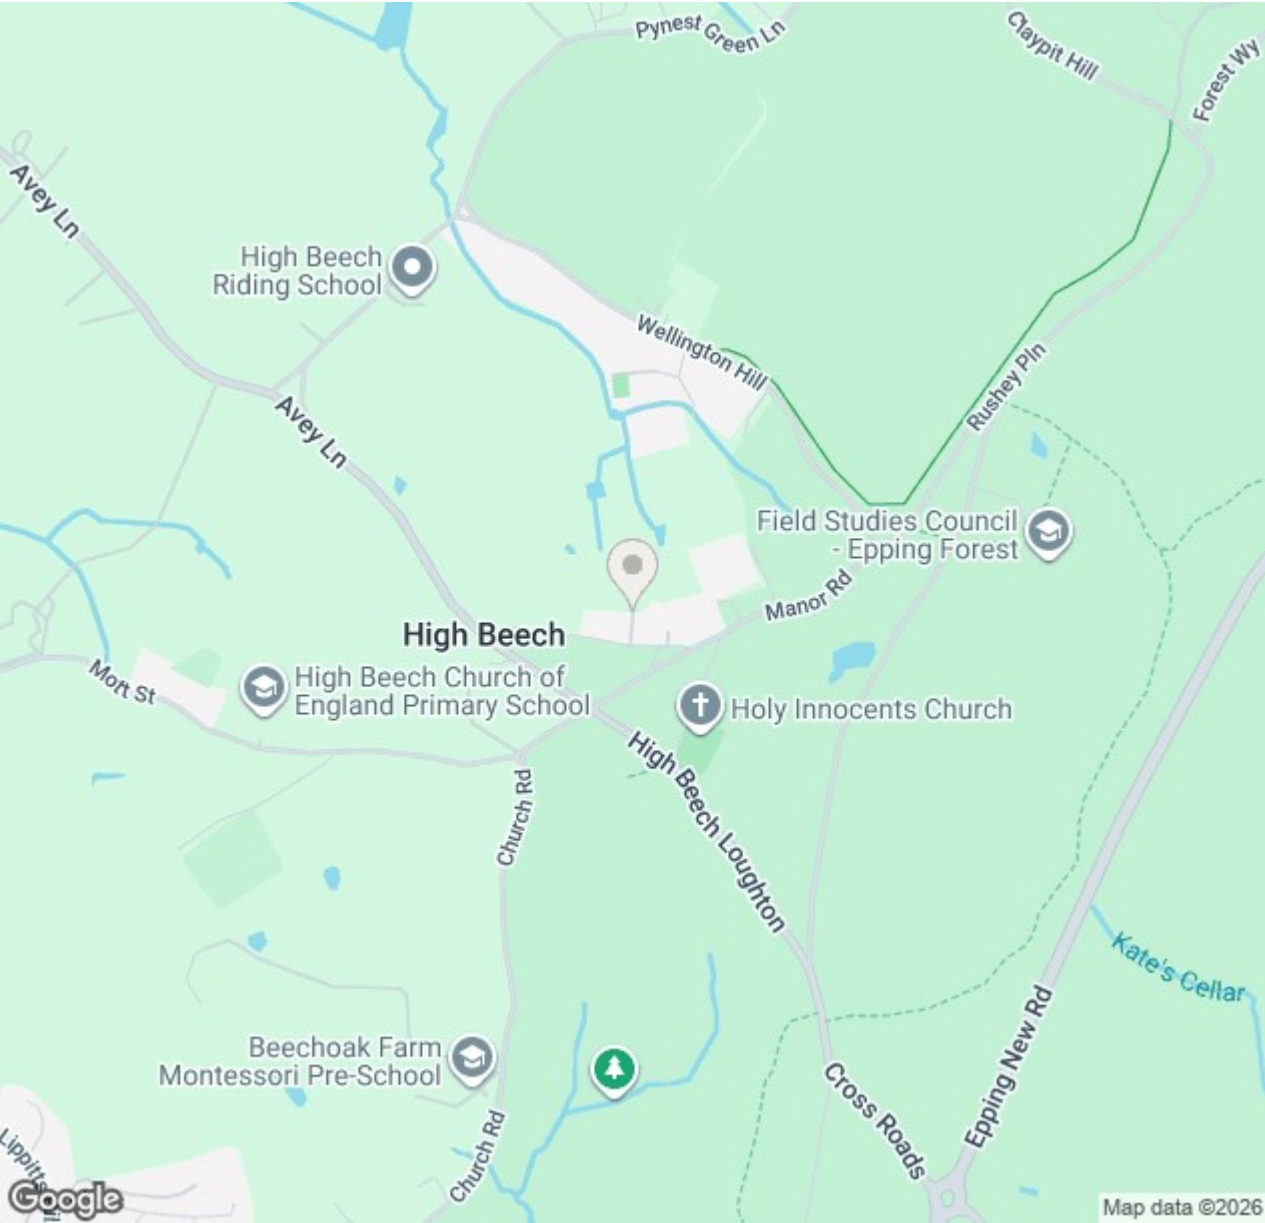 Pynest Green Ln
Claypit Hill
Forest Wy
Avey Ln
High Beech
Riding School
Wellington Hill
Rushey Pln
Avey Ln
Field Studies Council
- Epping Forest
Manor Rd
High Beech
Mott St
High Beech Church of
England Primary School
Holy Innocents Church
High Beech Loughton
Church Rd
Kate's Cellar
Epping New Rd
Beechoak Farm
Montessori Pre-School
Cross Roads
Church Rd
Google
Map data ©2026